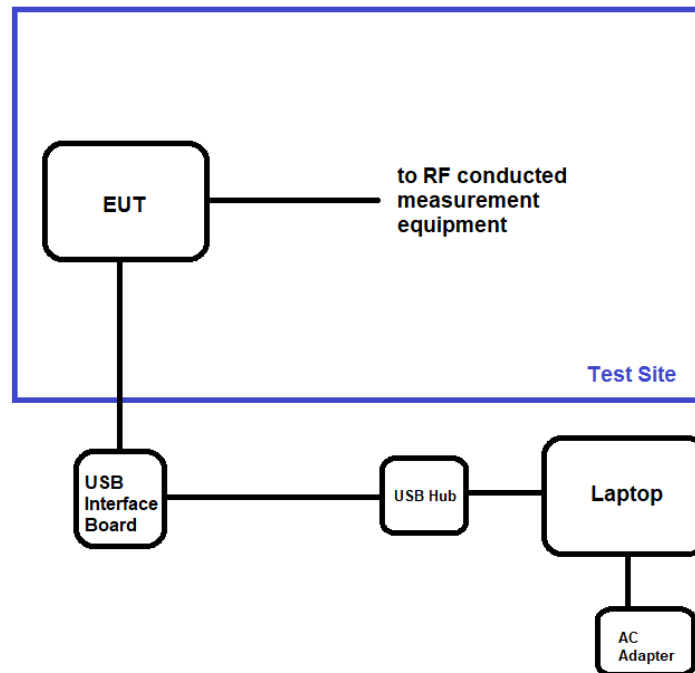 EUT
to RF conducted
measurement
equipment
Test Site
USB
Interface
Board
USB Hub
Laptop
AC
Adapter